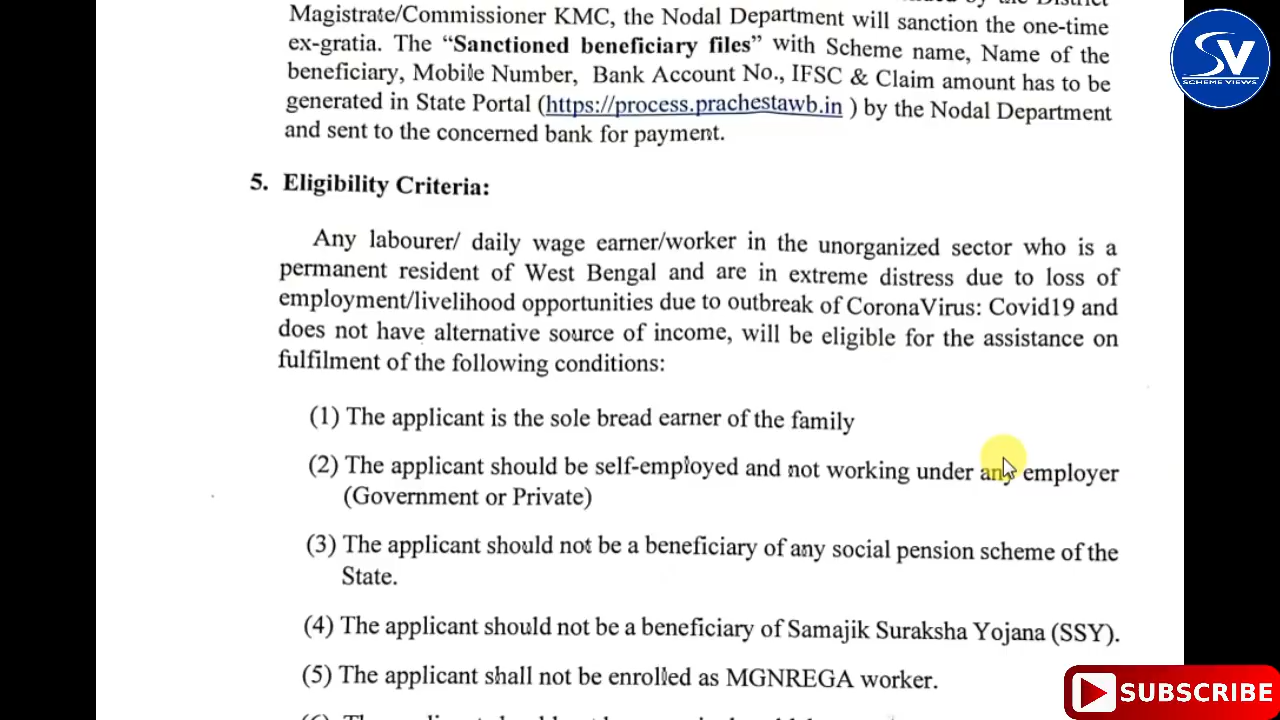 Magistrate/Commissioner KMC, the Nodal Department will sanction the one-time
ex-gratia. The “Sanctioned beneficiary files” with Scheme name, Name of the
beneficiary, Mobile Number, Bank Account No., IFSC & Claim amount has to be
generated in State Portal (https://process.prachestawb.in ) by the Nodal Department
and sent to the concerned bank for payment.
5. Eligibility Criteria:
Any labourer/ daily wage earner/worker in the unorganized sector who is a
permanent resident of West Bengal and are in extreme distress due to loss of
employment/livelihood opportunities due to outbreak of CoronaVirus: Covid19 and
does not have alternative source of income, will be eligible for the assistance on
fulfilment of the following conditions:
(1) The applicant is the sole bread earner of the family
(2) The applicant should be self-employed and not working under any employer
(Government or Private)
(3) The applicant should not be a beneficiary of any social pension scheme of the
State.
(4) The applicant should not be a beneficiary of Samajik Suraksha Yojana (SSY).
(5) The applicant shall not be enrolled as MGNREGA worker.
SV
SCHEME VIEWS
SUBSCRIBE